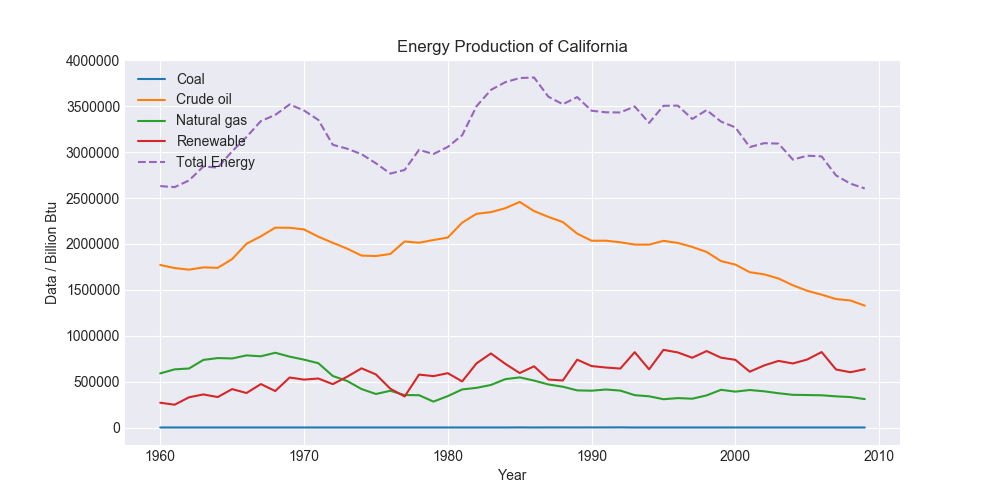 Energy Production of California
4000000
3500000
3000000
2500000
2000000
1500000
1000000
500000
0
Data / Billion Btu
Coal
Crude oil
Natural gas
Renewable
Total Energy
1960 1970 1980 1990 2000 2010
Year